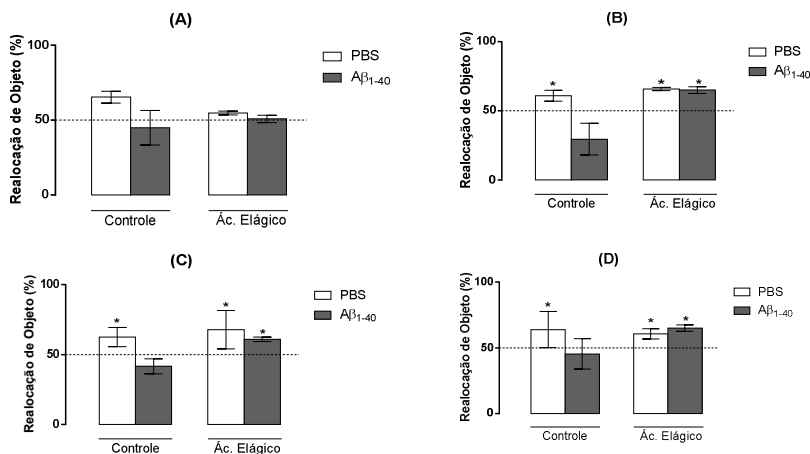 (A)
Realocação de Objeto (%)
100
50
0
PBS
Aβ1-40
Controle
Ác. Elágico
(B)
Realocação de Objeto (%)
100
50
0
* * *
PBS
Aβ1-40
Controle
Ác. Elágico
(C)
Realocação de Objeto (%)
100
50
0
* * *
PBS
Aβ1-40
Controle
Ác. Elágico
(D)
Realocação de Objeto (%)
100
50
0
* * *
PBS
Aβ1-40
Controle
Ác. Elágico